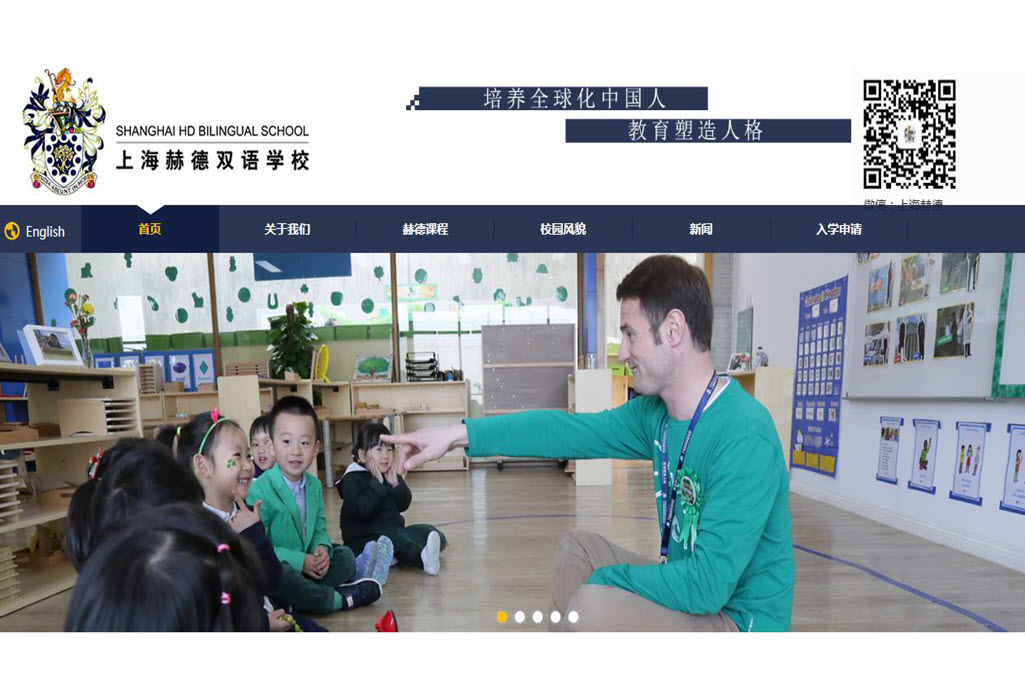 SHANGHAI HD BILINGUAL SCHOOL
上海赫德双语学校
培养全球化中国人
教育塑造人格
微信：上海赫德
English
首页
关于我们
赫德课程
校园风貌
新闻
入学申请